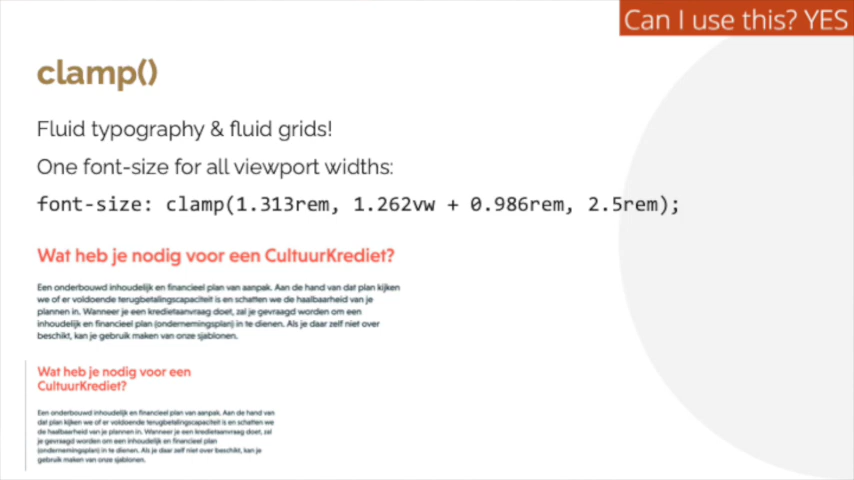 Can I use this? YES
clamp()
Fluid typography & fluid grids!
One font-size for all viewport widths:
font-size: clamp(1.313rem, 1.262vw + 0.986rem, 2.5rem);
Wat heb je nodig voor een CultuurKrediet?
Een onderbouwd inhoudelijk en financieel plan van aanpak. Aan de hand van dat plan kijken
we of er voldoende terugbetalingscapaciteit is en schatten we de haalbaarheid van je
plannen in. Wanneer je een kredietaanvraag doet, zal je gevraagd worden om een
inhoudelijk en financieel plan (ondernemingsplan) in te dienen. Als je daar zelf niet over
beschikt, kan je gebruik maken van onze sjablonen.
Wat heb je nodig voor een
CultuurKrediet?
Een onderbouwd inhoudelijk en financieel plan van aanpak. Aan de hand van
dat plan kijken we of er voldoende terugbetalingscapaciteit is en schatten we
de haalbaarheid van je plannen in. Wanneer je een kredietaanvraag doet, zal
je gevraagd worden om een inhoudelijk en financieel plan
(ondernemingsplan) in te dienen. Als je daar zelf niet over beschikt, kan je
gebruik maken van onze sjablonen.